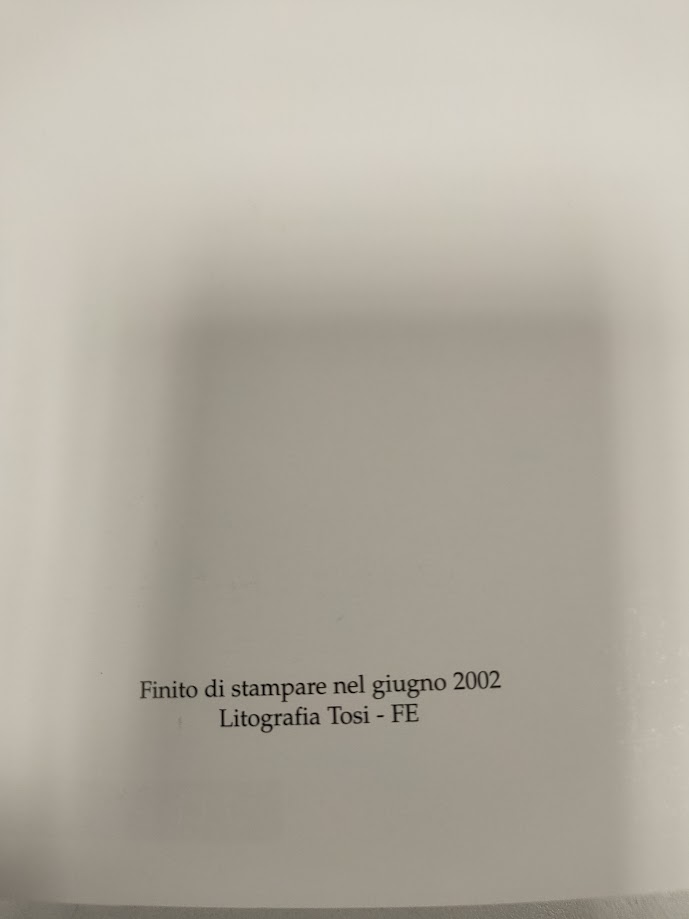 Finito di stampare nel giugno 2002
Litografia Tosi - FE